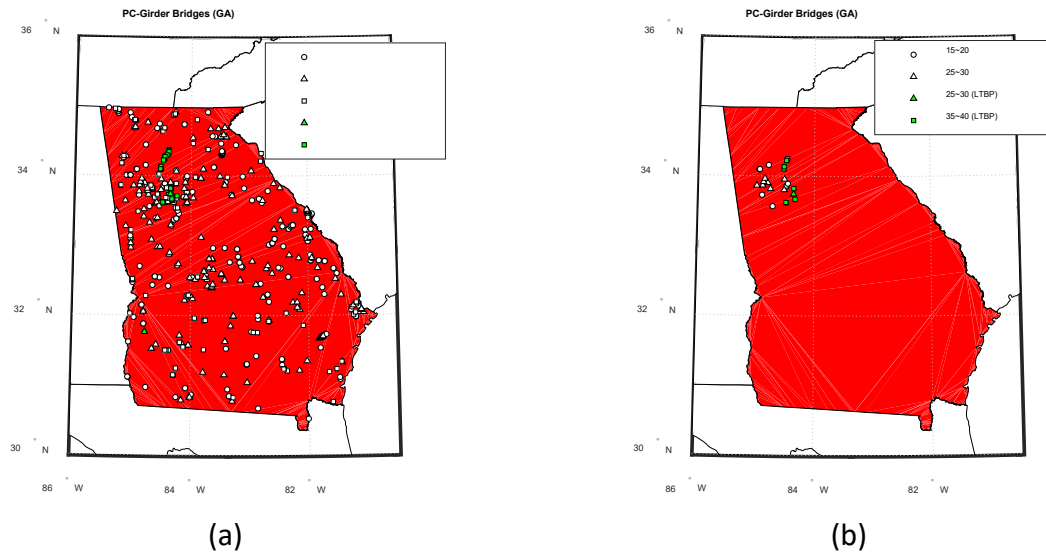 PC-Girder Bridges (GA)
36 ° N
34 ° N
32 ° N
30 ° N
86 ° W
84 ° W
82 ° W
(a)
PC-Girder Bridges (GA)
15~20
25~30
25~30 (LTBP)
35~40 (LTBP)
36 ° N
34 ° N
32 ° N
30 ° N
86 ° W
84 ° W
82 ° W
(b)